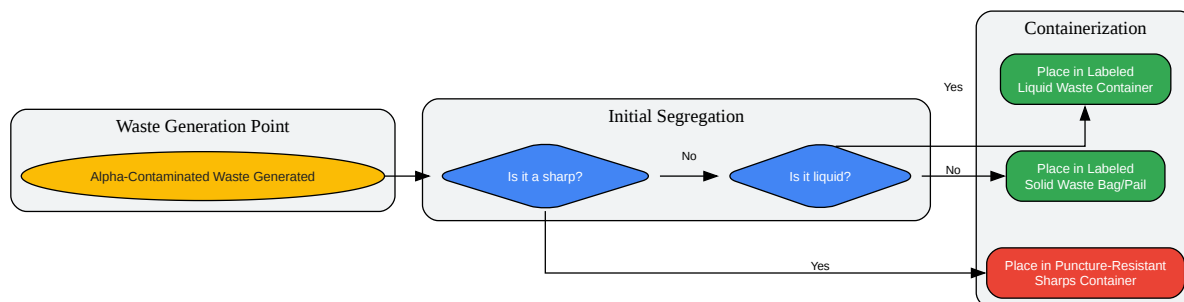 Containerization
Place in Labeled
Liquid Waste Container
Yes
Waste Generation Point
Initial Segregation
Alpha-Contaminated Waste Generated
Is it a sharp?
No
Is it liquid?
No
Place in Labeled
Solid Waste Bag/Pail
Yes
Place in Puncture-Resistant
Sharps Container